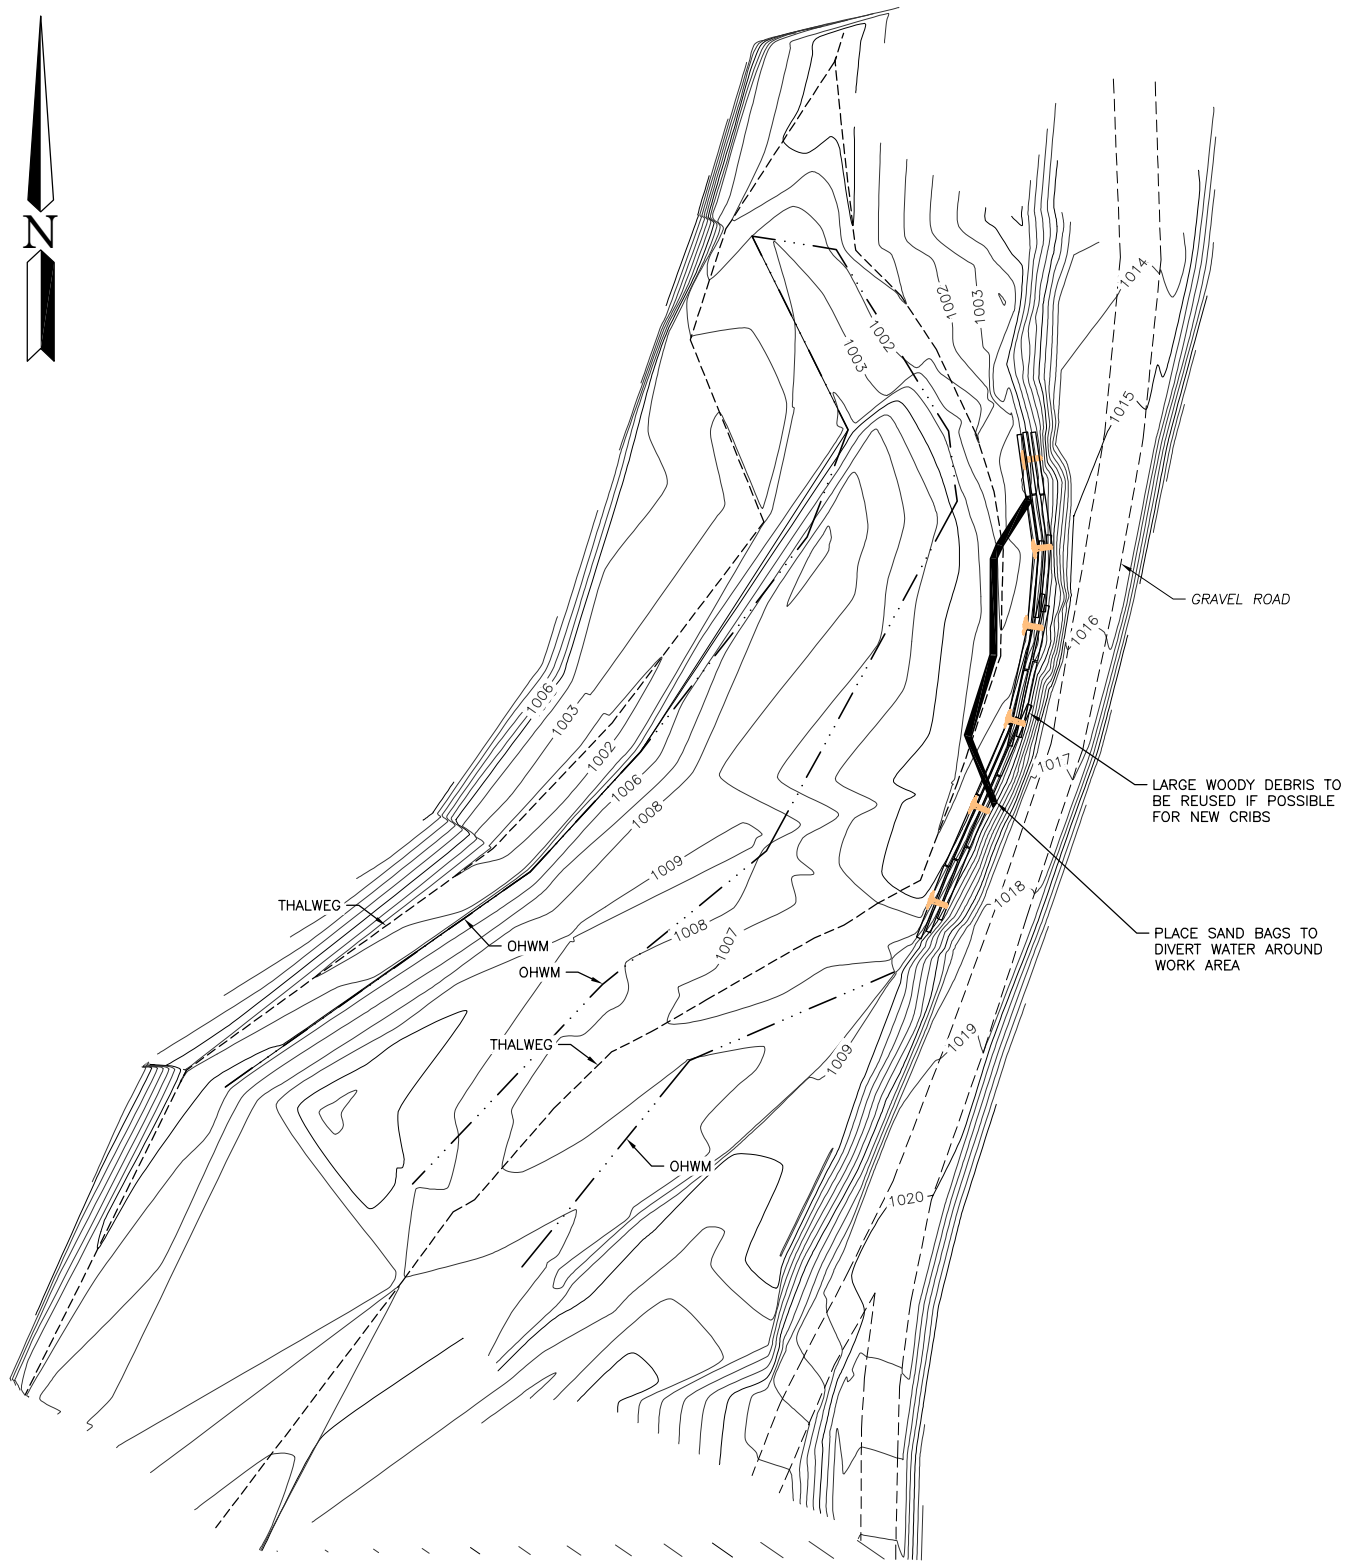 N
1014
1002
1003
1002
1003
1015
GRAVEL ROAD
1016
1006
1003
1002
1017
1006
LARGE WOODY DEBRIS TO
BE REUSED IF POSSIBLE
FOR NEW CRIBS
1008
1009
1018
THALWEG
1008
1007
PLACE SAND BAGS TO
DIVERT WATER AROUND
WORK AREA
OHWM
OHWM
1019
THALWEG
1009
OHWM
1020